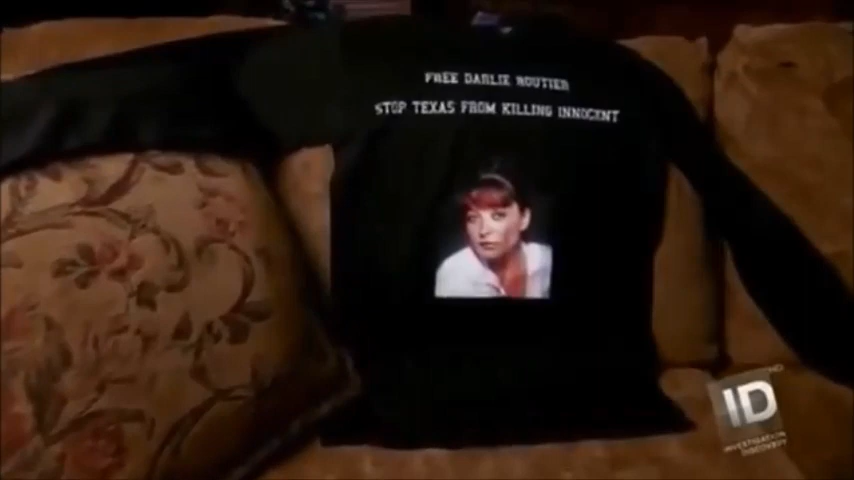 FREE DARLIE ROUTIER
STOP TEXAS FROM KILLING INNOCENT
ID
INVESTIGATION
DISCOVERY